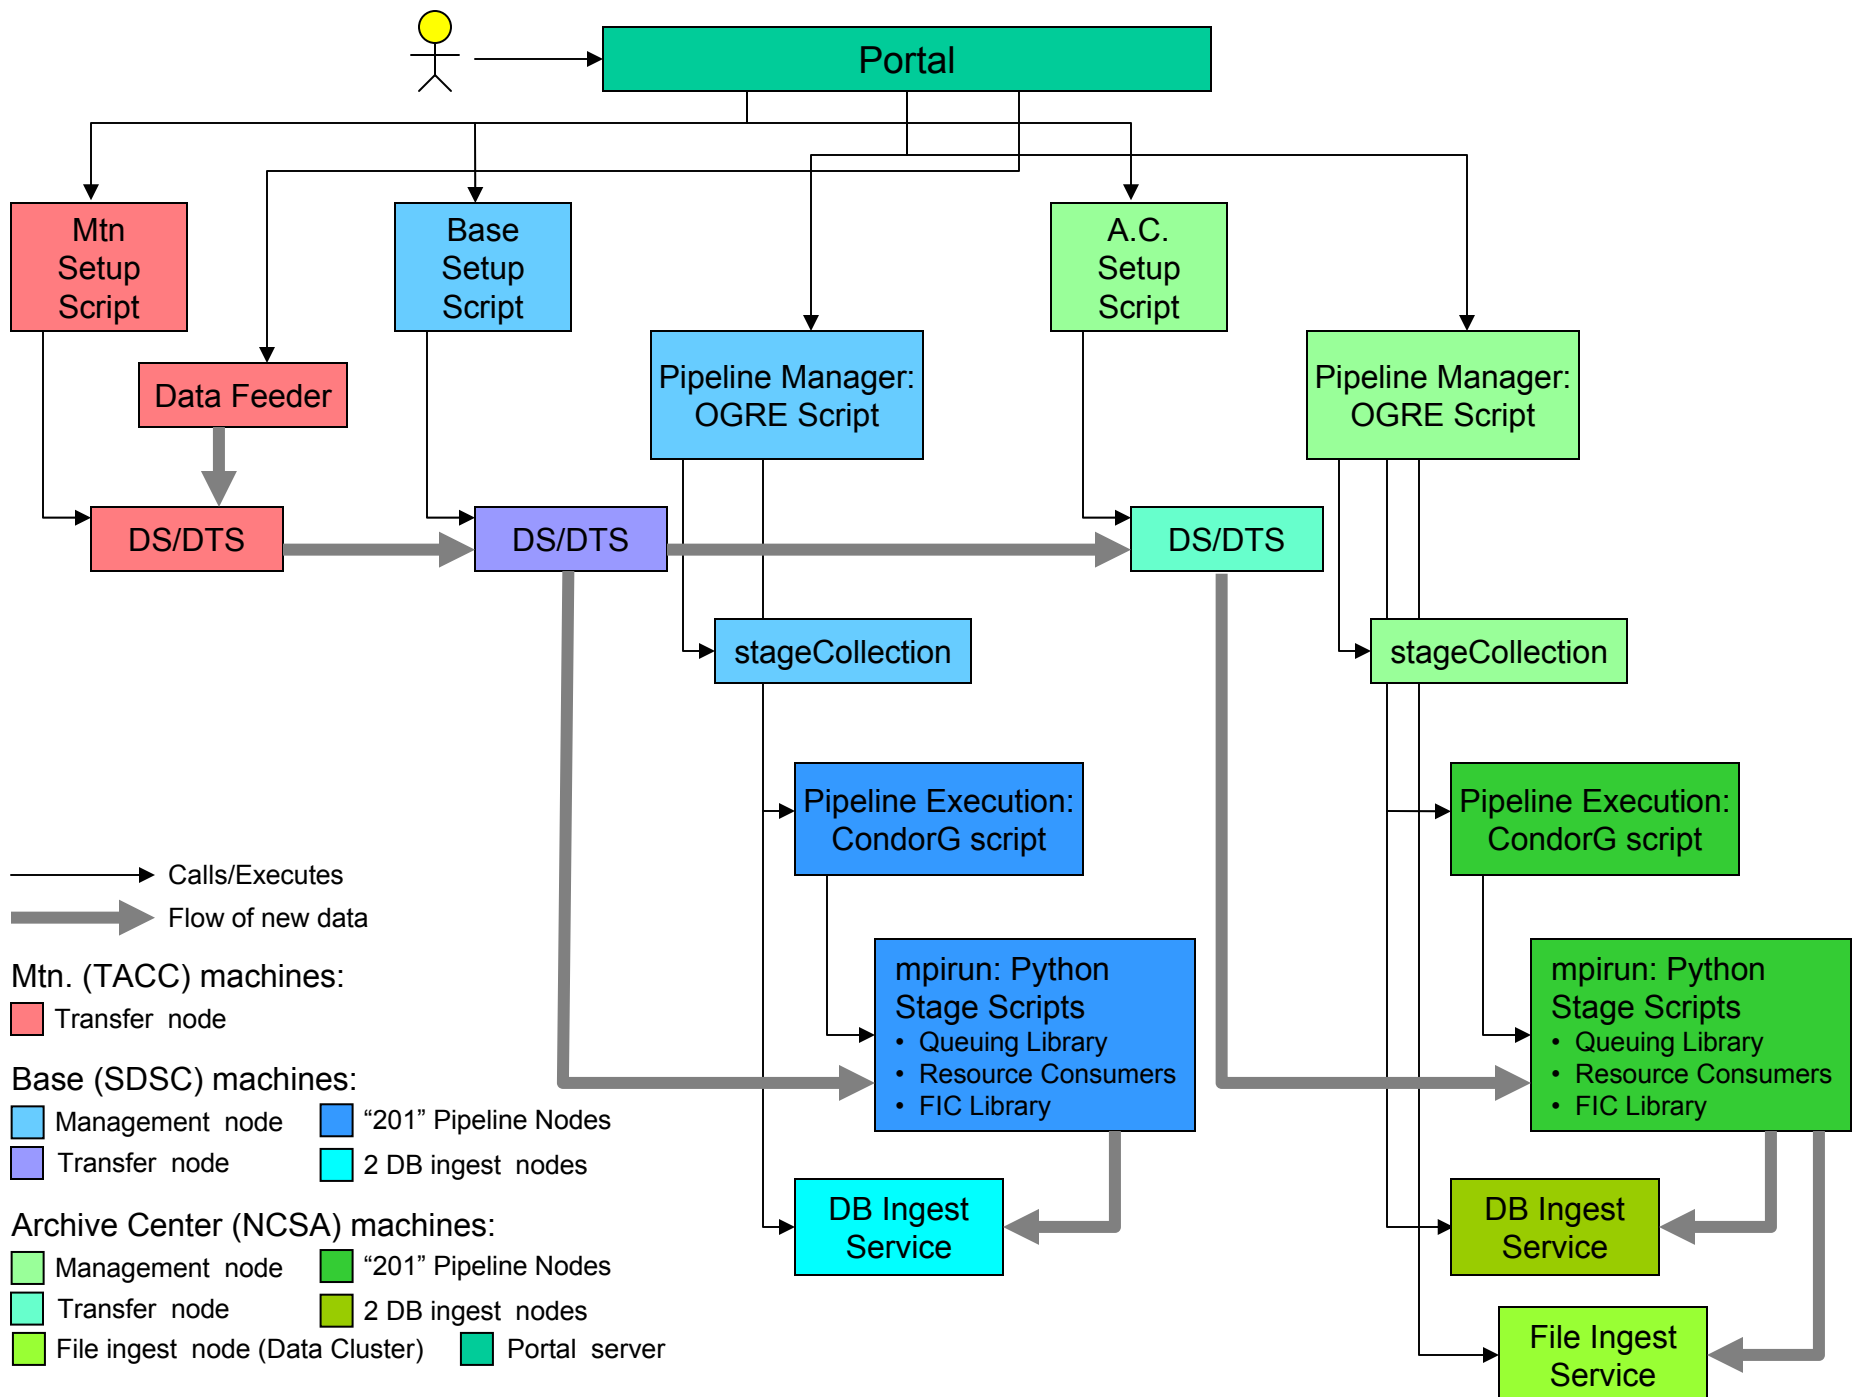 Portal
Mtn
Setup
Script
Base
Setup
Script
A.C.
Setup
Script
Data Feeder
Pipeline Manager:
OGRE Script
Pipeline Manager:
OGRE Script
DS/DTS
DS/DTS
DS/DTS
stageCollection
stageCollection
Pipeline Execution:
CondorG script
Pipeline Execution:
CondorG script
mpirun: Python
Stage Scripts
• Queuing Library
• Resource Consumers
• FIC Library
mpirun: Python
Stage Scripts
• Queuing Library
• Resource Consumers
• FIC Library
DB Ingest
Service
DB Ingest
Service
File Ingest
Service
Calls/Executes
Flow of new data
Mtn. (TACC) machines:
Transfer node
Base (SDSC) machines:
Management node
“201” Pipeline Nodes
Transfer node
2 DB ingest nodes
Archive Center (NCSA) machines:
Management node
“201” Pipeline Nodes
Transfer node
2 DB ingest nodes
File ingest node (Data Cluster)
Portal server